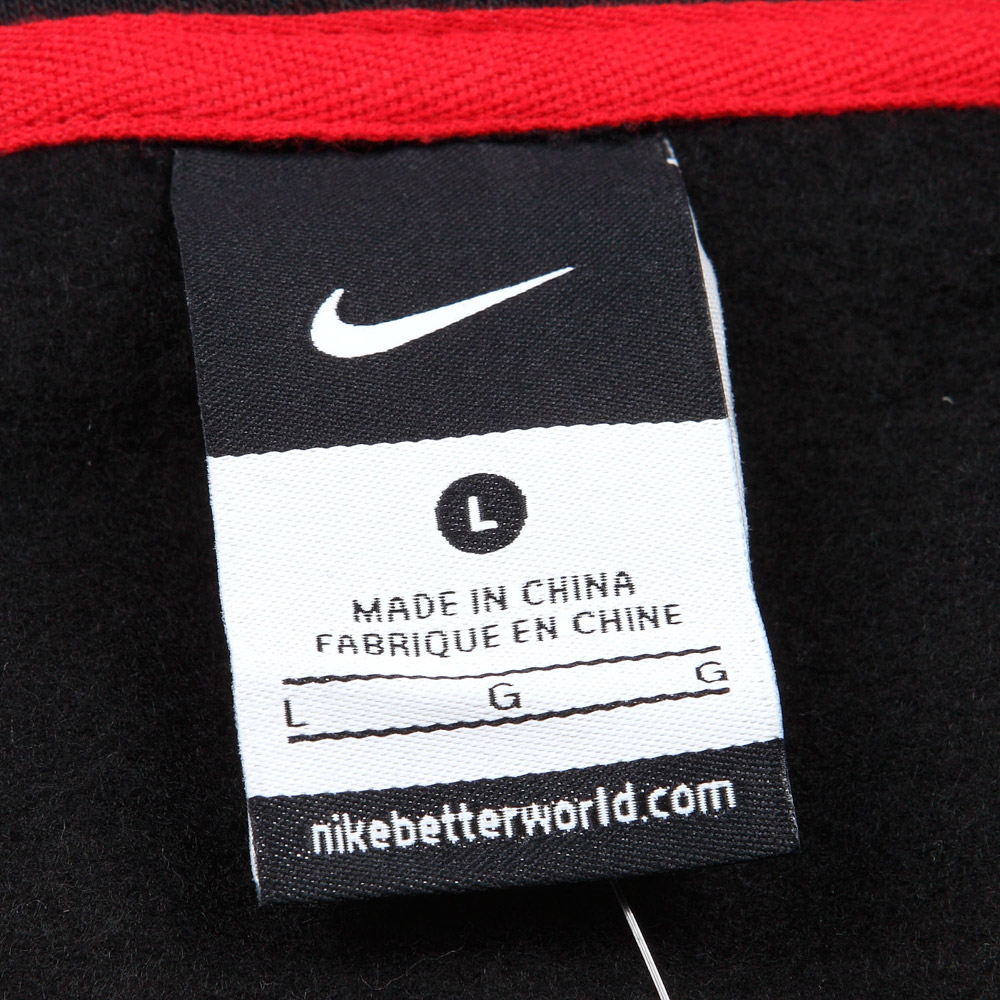 L
MADE IN CHINA
FABRIQUE EN CHINE
L G G
nikebetterworld.com